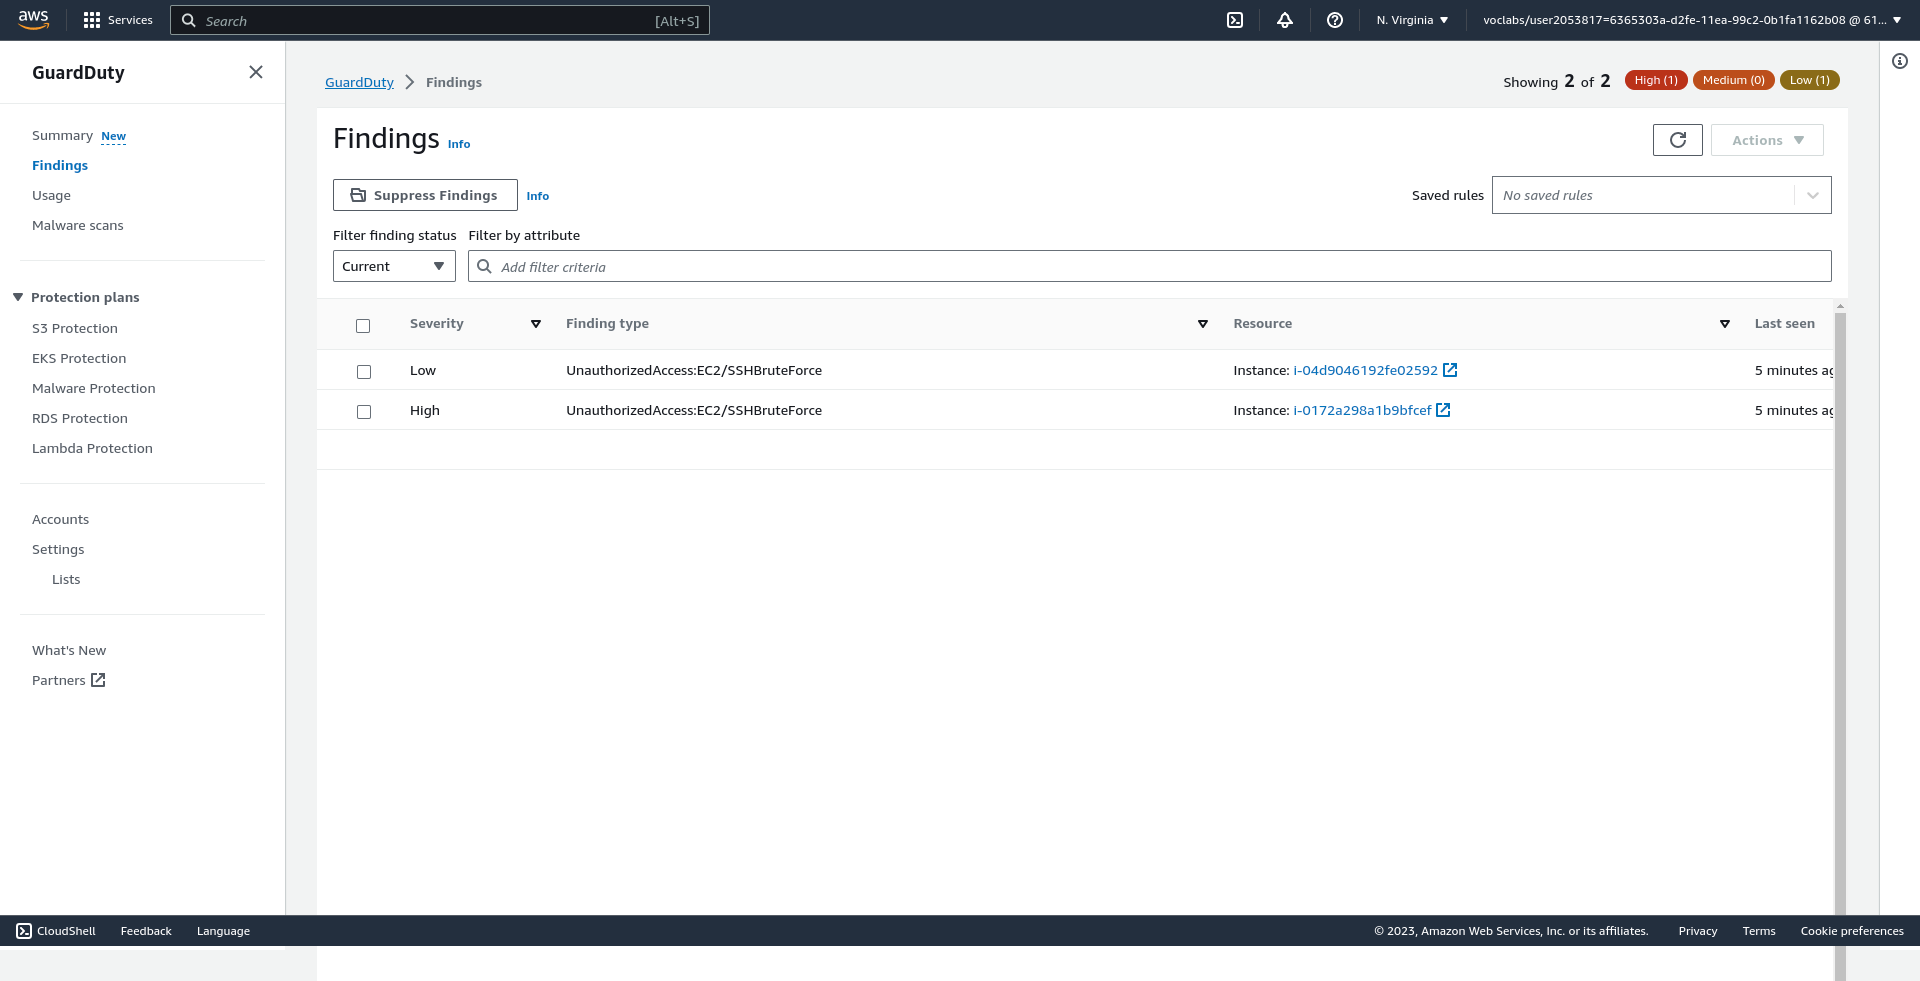 aws Services Search [Alt+S] N. Virginia voclabs/user2053817=6365303a-d2fe-11ea-99c2-0b1fa1162b08 @ 61...
GuardDuty
Summary New
Findings
Usage
Malware scans
Protection plans
S3 Protection
EKS Protection
Malware Protection
RDS Protection
Lambda Protection
Accounts
Settings
Lists
What's New
Partners
GuardDuty Findings
Showing 2 of 2 High (1) Medium (0) Low (1)
Findings Info
Actions
Suppress Findings Info
Saved rules No saved rules
Filter finding status Filter by attribute
Current Add filter criteria
Severity Finding type Resource Last seen
Low UnauthorizedAccess:EC2/SSHBruteForce Instance: i-04d9046192fe02592 5 minutes ag
High UnauthorizedAccess:EC2/SSHBruteForce Instance: i-0172a298a1b9bfcef 5 minutes ag
CloudShell Feedback Language © 2023, Amazon Web Services, Inc. or its affiliates. Privacy Terms Cookie preferences